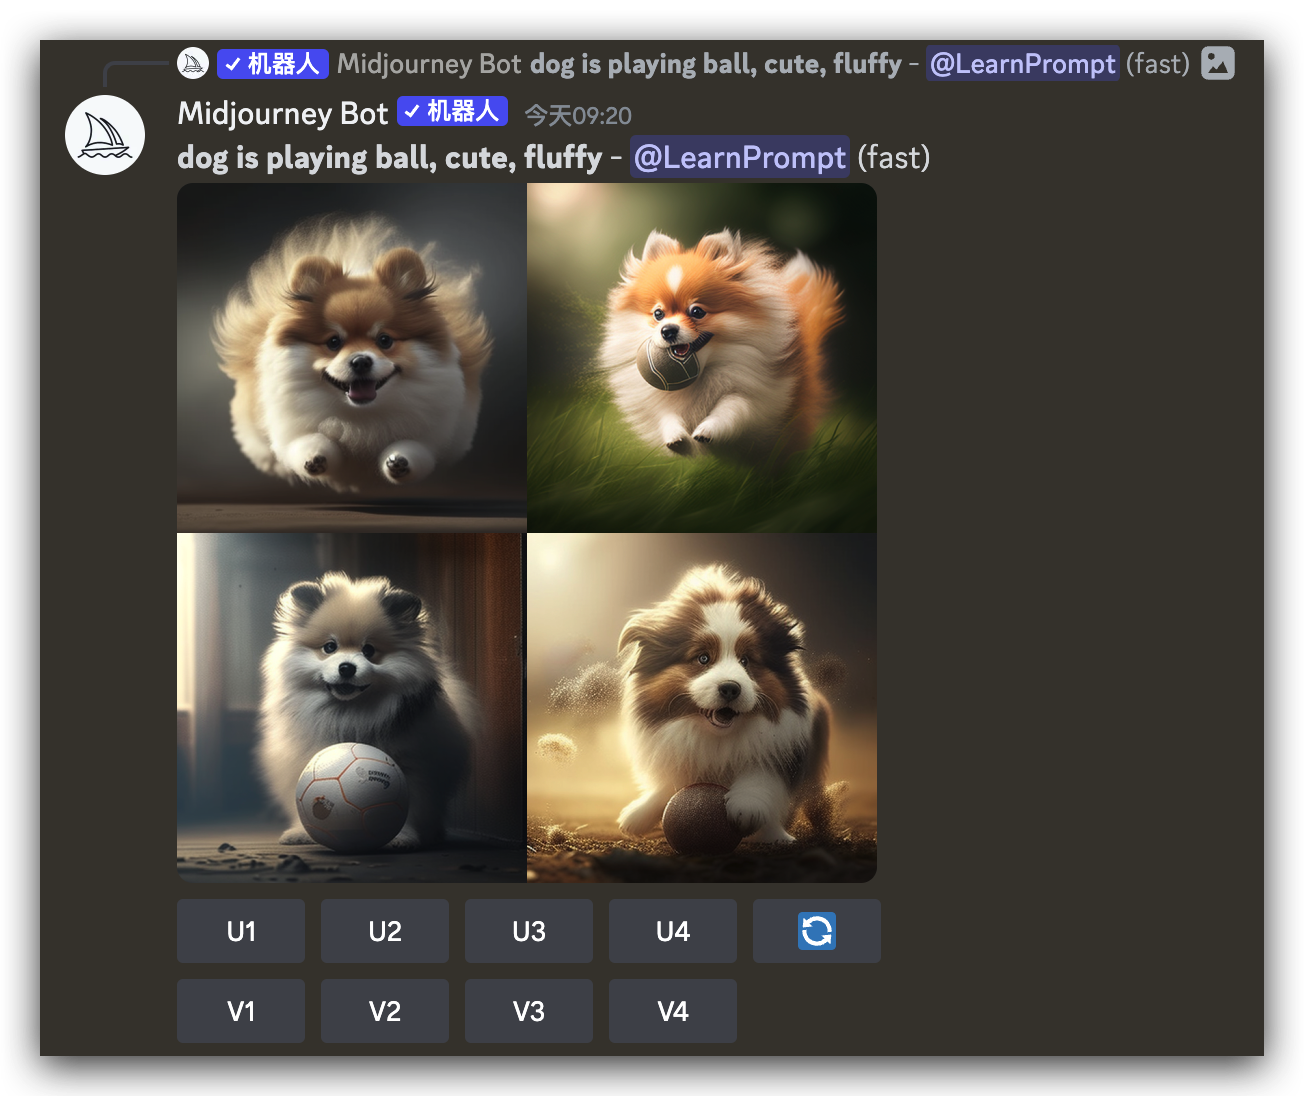 ✓ 机器人 Midjourney Bot dog is playing ball, cute, fluffy - @LearnPrompt (fast)
Midjourney Bot ✓ 机器人 今天09:20
dog is playing ball, cute, fluffy - @LearnPrompt (fast)
U1 U2 U3 U4
V1 V2 V3 V4